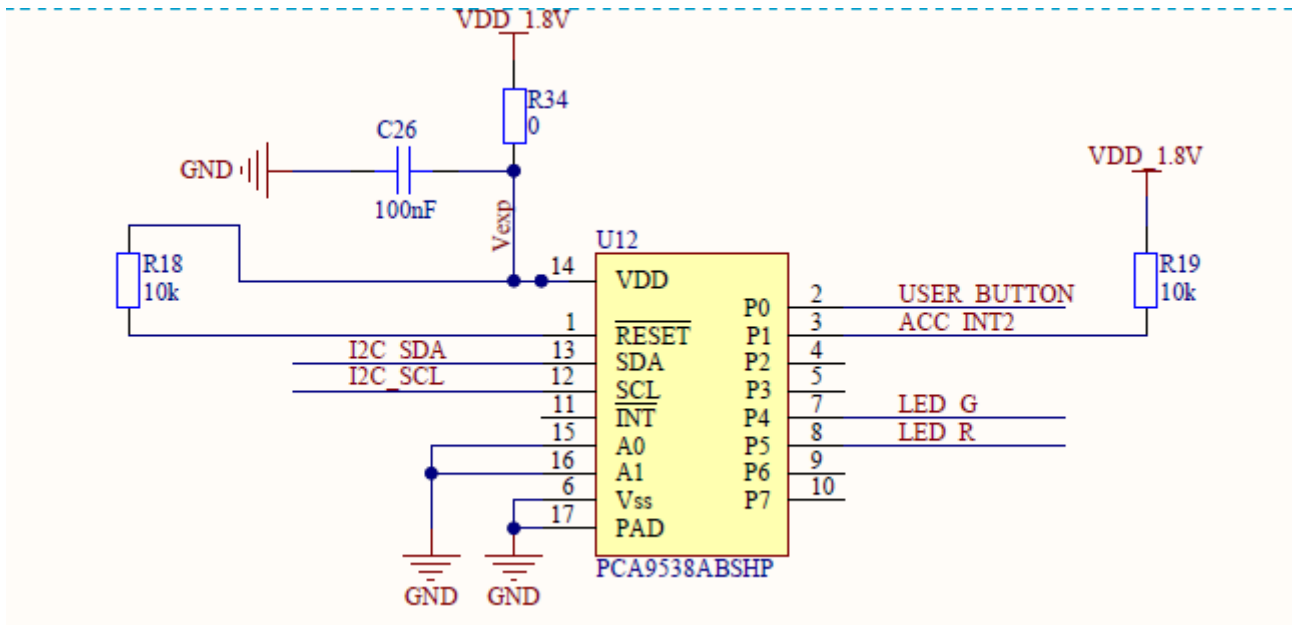 VDD_1.8V
R34
0
C26
GND
100nF
VDD_1.8V
Vexp
U12
R18
10k
R19
10k
14
VDD
P0
2
USER_BUTTON
1
RESET
P1
3
ACC_INT2
I2C_SDA
13
SDA
P2
4
I2C_SCL
12
SCL
P3
5
11
INT
P4
7
LED_G
15
A0
P5
8
LED_R
16
A1
P6
9
6
Vss
P7
10
17
PAD
PCA9538ABSHP
GND
GND